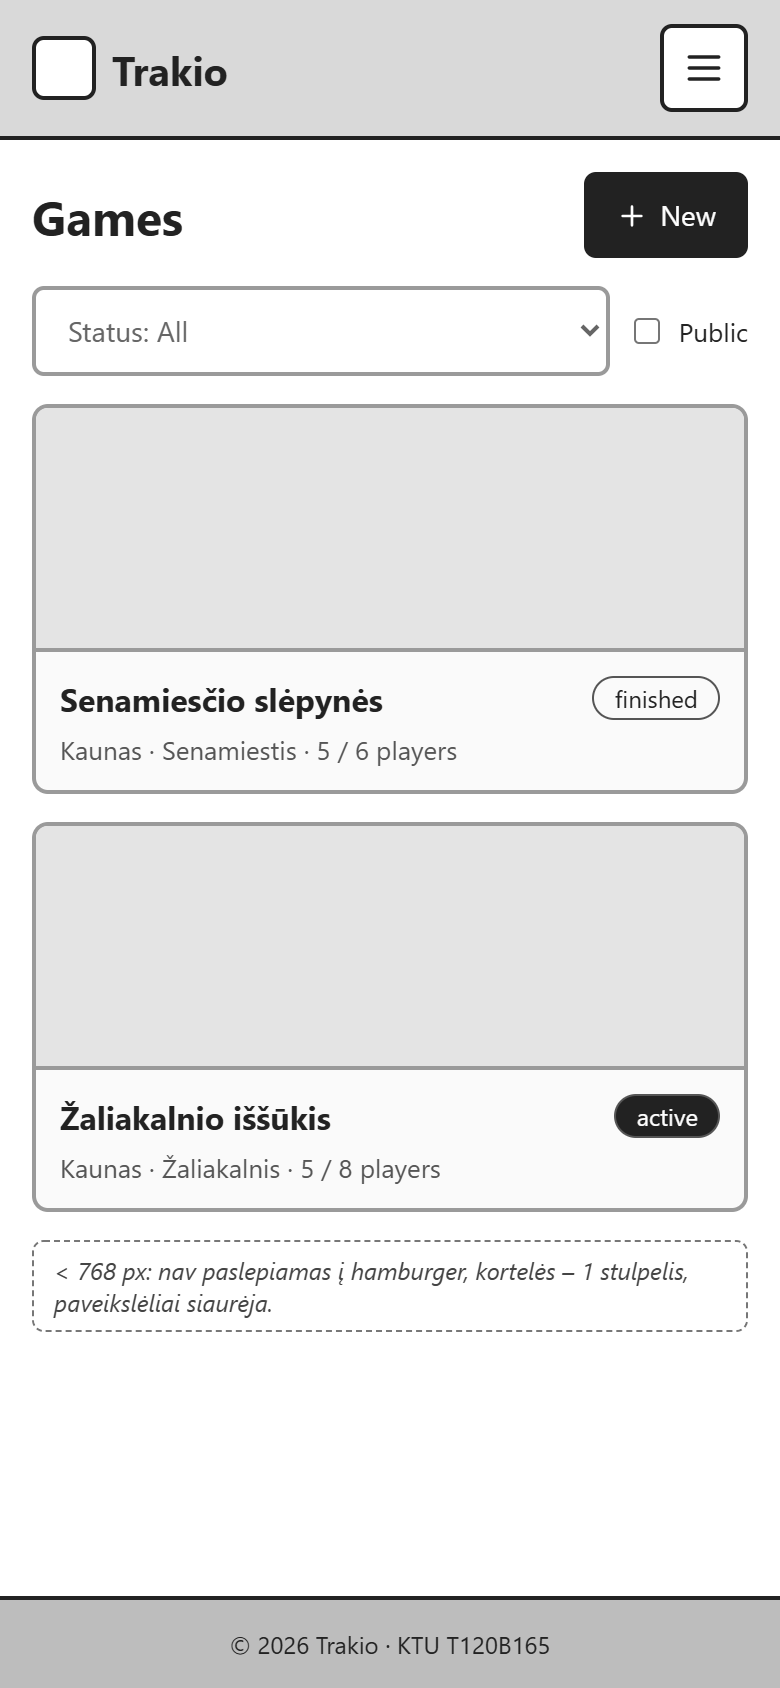 Trakio
Games
+ New
Status: All
Public
Senamiesčio slėpynės
finished
Kaunas · Senamiestis · 5 / 6 players
Žaliakalnio iššūkis
active
Kaunas · Žaliakalnis · 5 / 8 players
< 768 px: nav paslepiamas į hamburger, kortelės – 1 stulpelis,
paveikslėliai siaurėja.
© 2026 Trakio · KTU T120B165